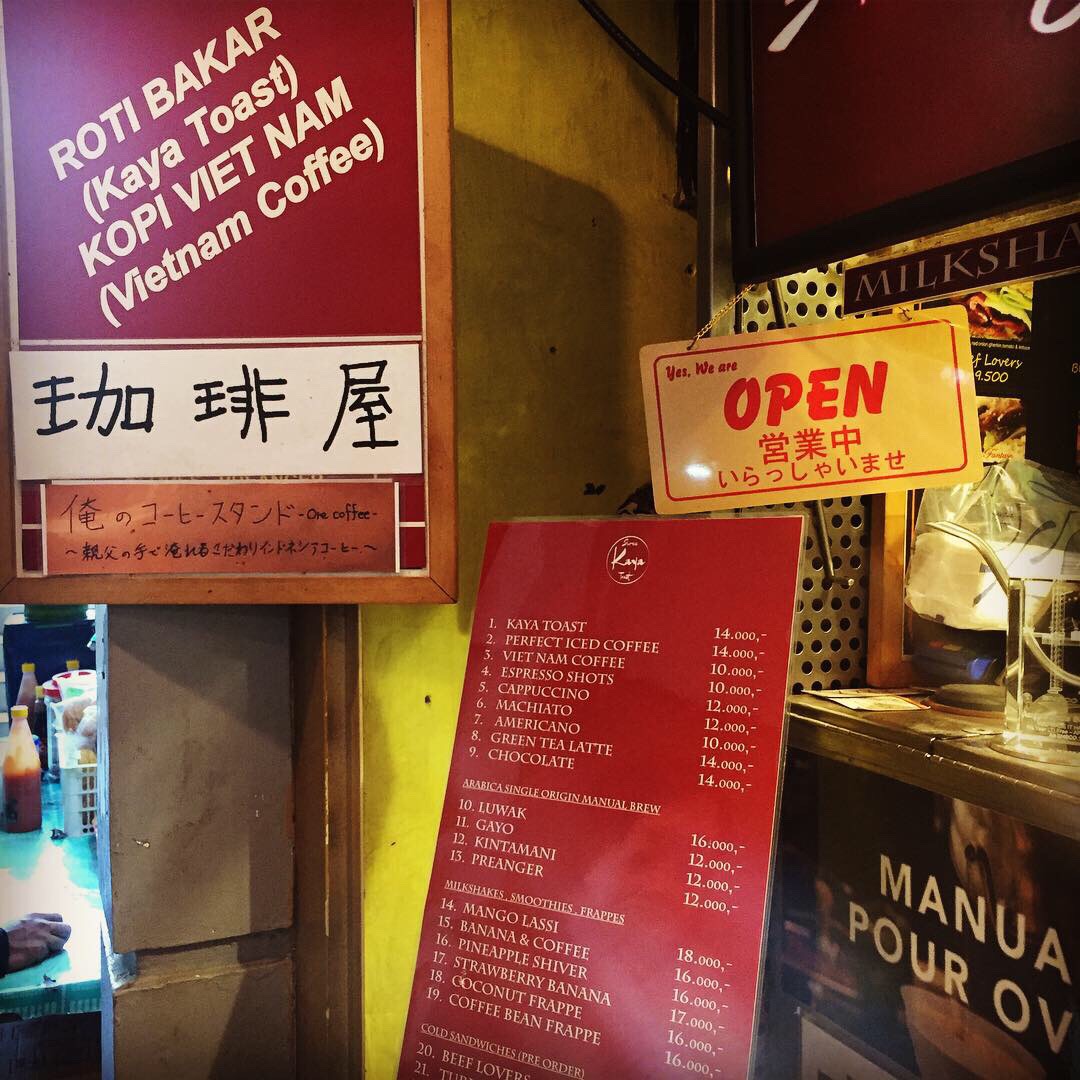 ROTI BAKAR
(Kaya Toast)
KOPI VIET NAM
(Vietnam Coffee)
珈琲屋
俺のコーヒースタンド -Ore coffee-
～親父の手で淹れるこだわりインドネシアコーヒー～
Yes, We are
OPEN
営業中
いらっしゃいませ
MILKSHA
Lovers
9.500
Kaya
Toast
1. KAYA TOAST 14.000,-
2. PERFECT ICED COFFEE 14.000,-
3. VIET NAM COFFEE 10.000,-
4. ESPRESSO SHOTS 10.000,-
5. CAPPUCCINO 12.000,-
6. MACHIATO 12.000,-
7. AMERICANO 10.000,-
8. GREEN TEA LATTE 14.000,-
9. CHOCOLATE 14.000,-
ARABICA SINGLE ORIGIN MANUAL BREW
10. LUWAK 16.000,-
11. GAYO 12.000,-
12. KINTAMANI 12.000,-
13. PREANGER 12.000,-
MILKSHAKES, SMOOTHIES, FRAPPES
14. MANGO LASSI 18.000,-
15. BANANA & COFFEE 16.000,-
16. PINEAPPLE SHIVER 16.000,-
17. STRAWBERRY BANANA 17.000,-
18. COCONUT FRAPPE 16.000,-
19. COFFEE BEAN FRAPPE 16.000,-
COLD SANDWICHES (PRE ORDER)
20. BEEF LOVERS
21.
MANUA
POUR OV